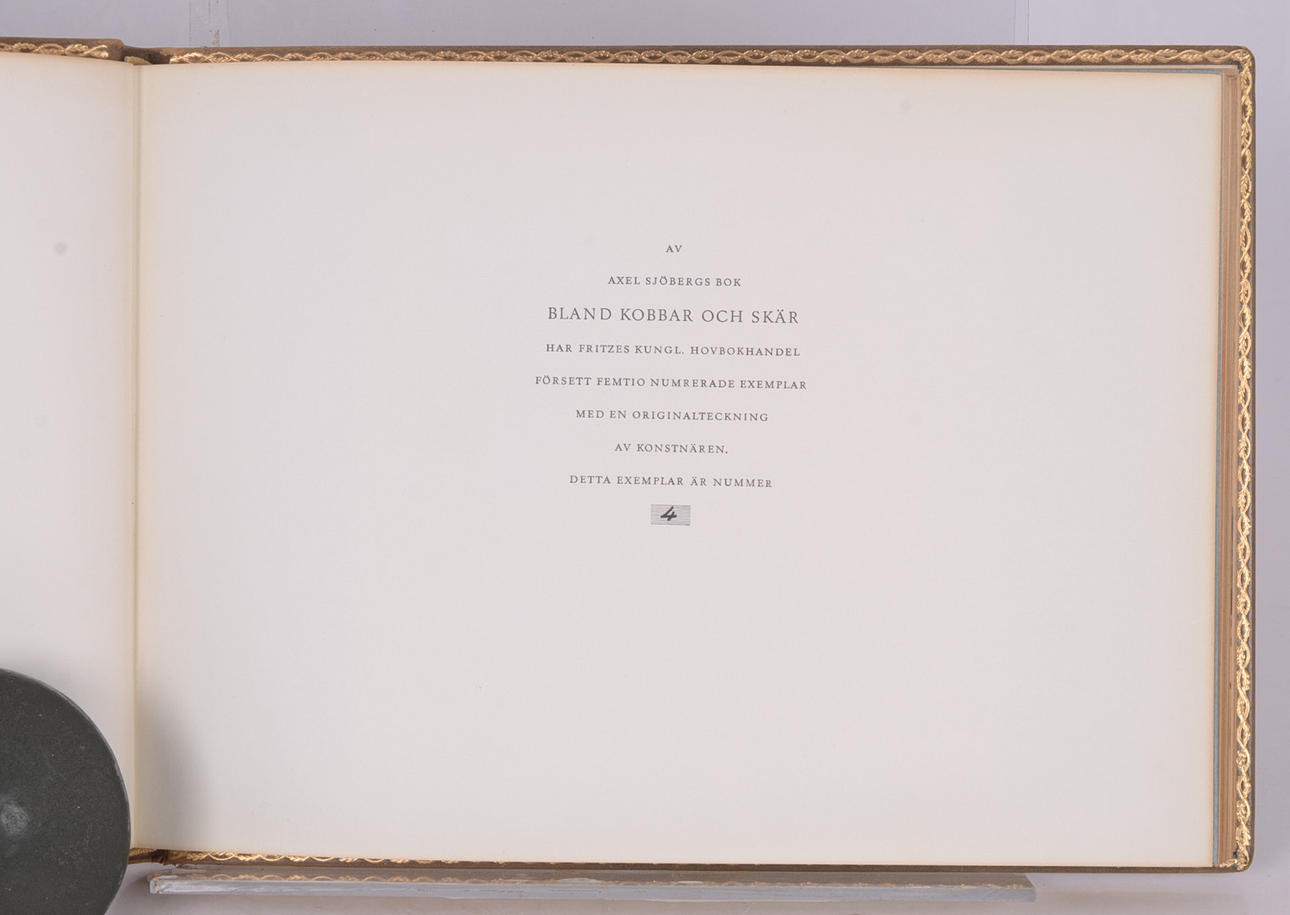 AV
AXEL SJÖBERGS BOK
BLAND KOBBAR OCH SKÄR
HAR FRITZES KUNGL. HOVBOKHANDEL
FÖRSETT FEMTIO NUMRERADE EXEMPLAR
MED EN ORIGINALTECKNING
AV KONSTNÄREN.
DETTA EXEMPLAR ÄR NUMMER
4